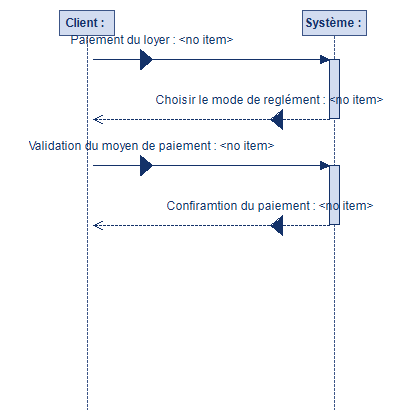 Client :
Système :
Paiement du loyer : <no item>
Choisir le mode de reglément : <no item>
Validation du moyen de paiement : <no item>
Confiramtion du paiement : <no item>